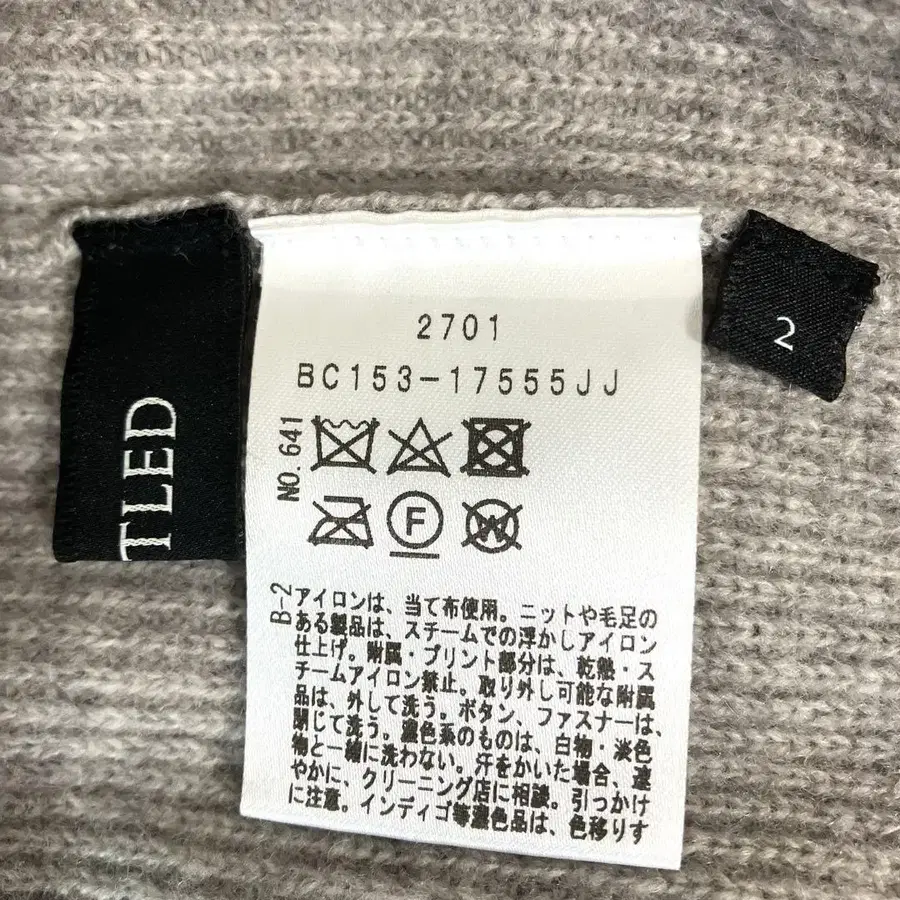 TLED
2
2701
BC153-17555JJ
NO.641
F
W
B-2
アイロンは、当て布使用。ニットや毛足の
ある製品は、スチームでの浮かしアイロン
仕上げ。附属・プリント部分は、乾熱・ス
チームアイロン禁止。取り外し可能な附属
品は、外して洗う。ボタン、ファスナーは、
閉じて洗う。濃色系のものは、白物・淡色
物と一緒に洗わない。汗をかいた場合、速
やかに、クリーニング店に相談。引っかけ
に注意。インディゴ等濃色品は、色移りす